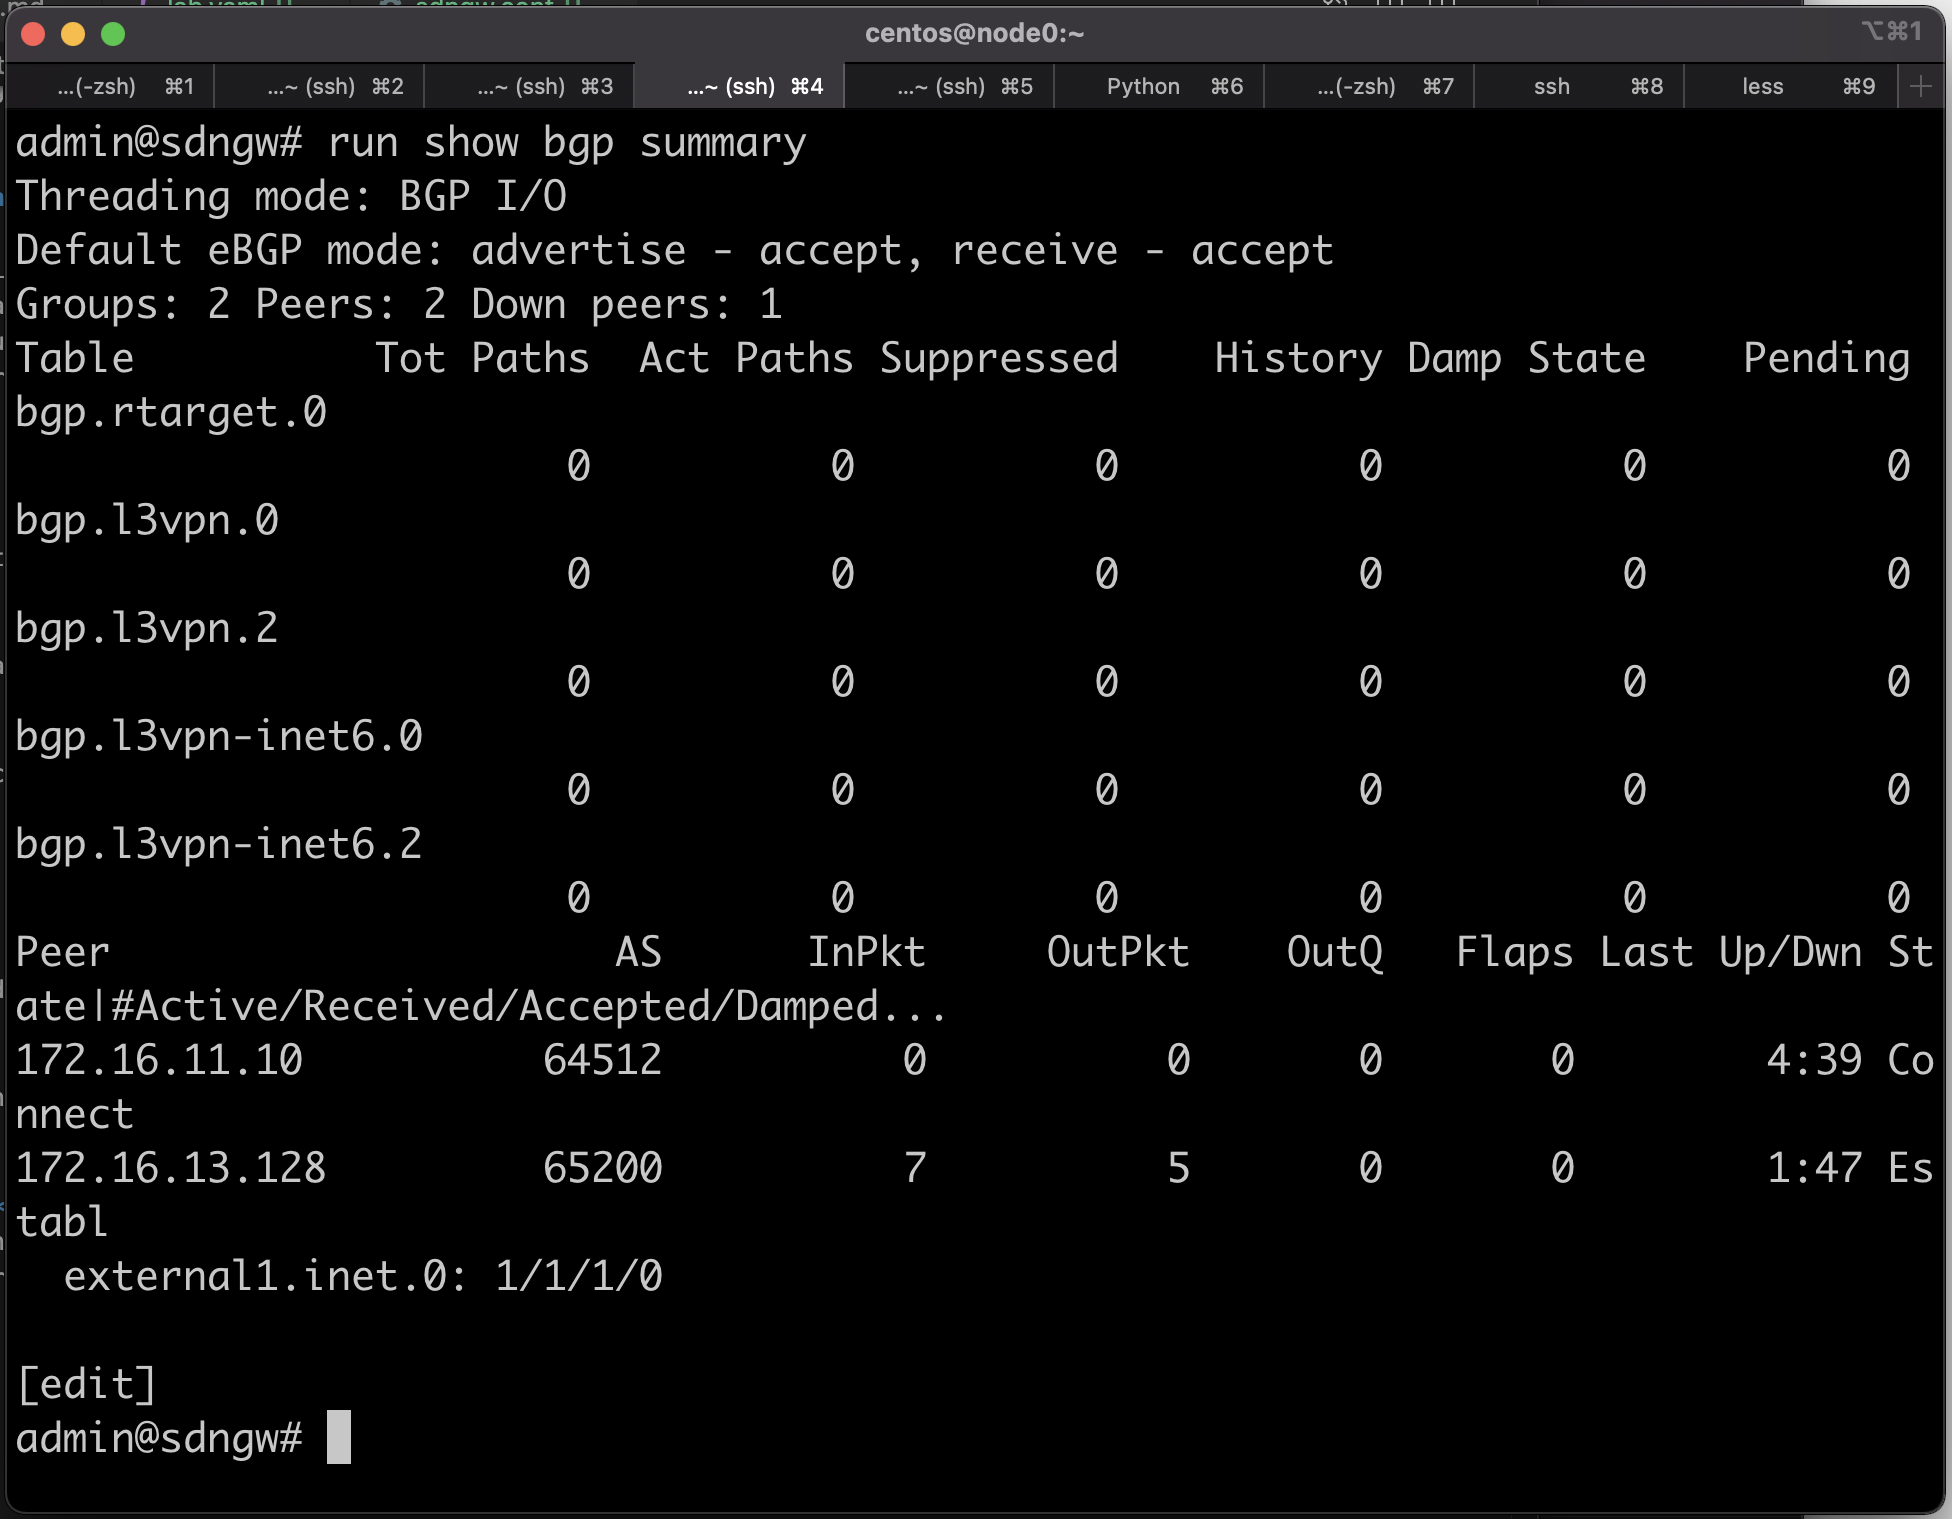 centos@node0:~ ⌥⌘1
...(-zsh) ⌘1 ...~ (ssh) ⌘2 ...~ (ssh) ⌘3 ...~ (ssh) ⌘4 ...~ (ssh) ⌘5 Python ⌘6 ...(-zsh) ⌘7 ssh ⌘8 less ⌘9 +
admin@sdngw# run show bgp summary
Threading mode: BGP I/O
Default eBGP mode: advertise - accept, receive - accept
Groups: 2 Peers: 2 Down peers: 1
Table          Tot Paths  Act Paths Suppressed    History Damp State    Pending
bgp.rtarget.0
                       0          0          0          0          0          0
bgp.l3vpn.0
                       0          0          0          0          0          0
bgp.l3vpn.2
                       0          0          0          0          0          0
bgp.l3vpn-inet6.0
                       0          0          0          0          0          0
bgp.l3vpn-inet6.2
                       0          0          0          0          0          0
Peer                     AS      InPkt     OutPkt    OutQ   Flaps Last Up/Dwn St
ate|#Active/Received/Accepted/Damped...
172.16.11.10          64512          0          0       0       0        4:39 Co
nnect
172.16.13.128         65200          7          5       0       0        1:47 Es
tabl
  external1.inet.0: 1/1/1/0
[edit]
admin@sdngw#